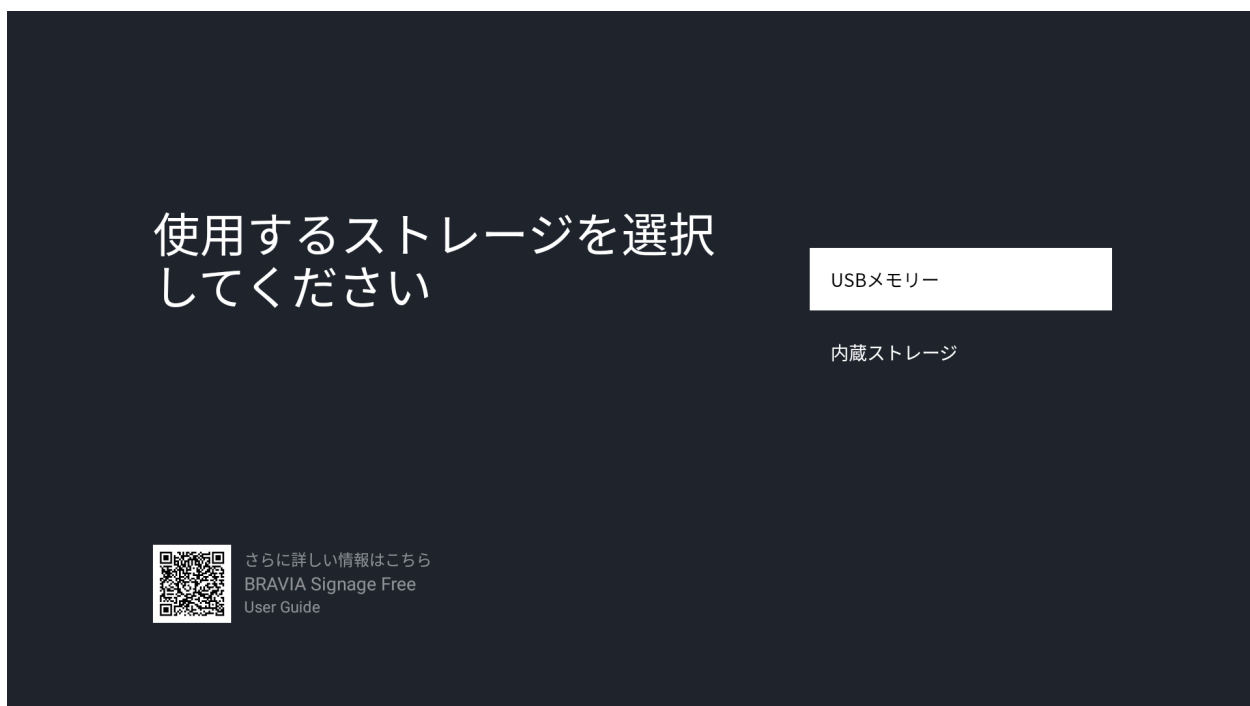 使用するストレージを選択
してください
USBメモリー
内蔵ストレージ
さらに詳しい情報はこちら
BRAVIA Signage Free
User Guide